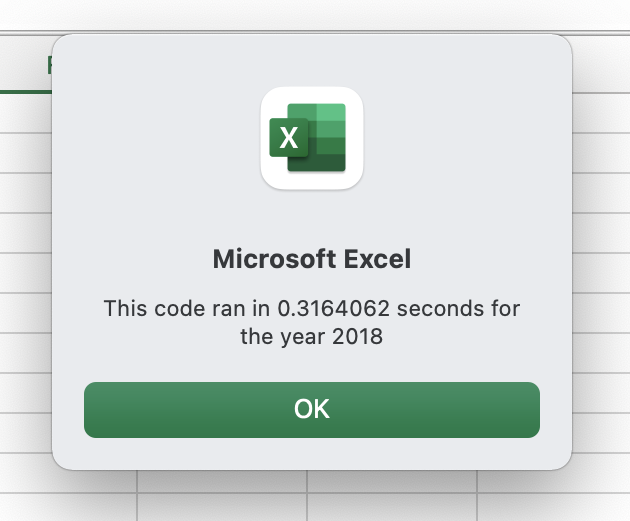 X
Microsoft Excel
This code ran in 0.3164062 seconds for
the year 2018
OK